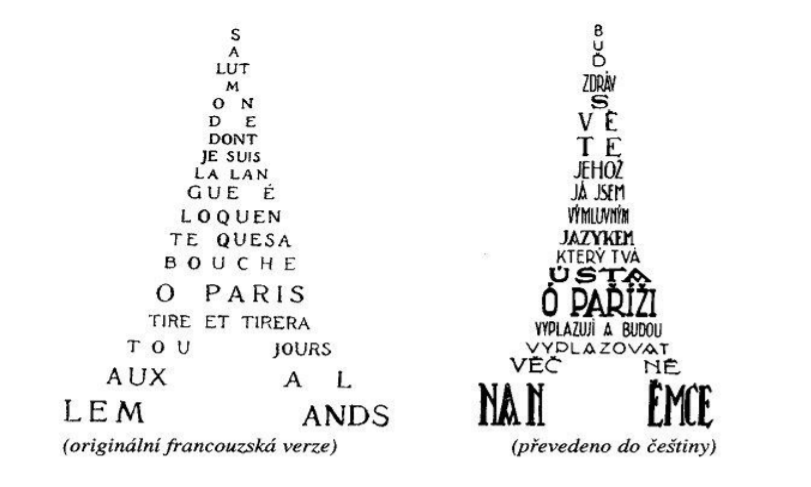 S
A
LUT
M
O N
D E
DONT
JE SUIS
LA LAN
GUE É
LOQUEN
TE QUESA
BOUCHE
O PARIS
TIRE ET TIRERA
TOU JOURS
AUX A L
LEM ANDS
(originální francouzská verze)
B
U
Ď
ZDRÁV
S
V Ě
T E
JEHOŽ
JÁ JSEM
VÝMLUVNÝM
JAZYKEM
KTERÝ TVÁ
ÚSTA
Ó PAŘÍŽI
VYPLAZUJÍ A BUDOU
VYPLAZOVAT
VĚČ NĚ
NA N ĚMCE
(převedeno do češtiny)